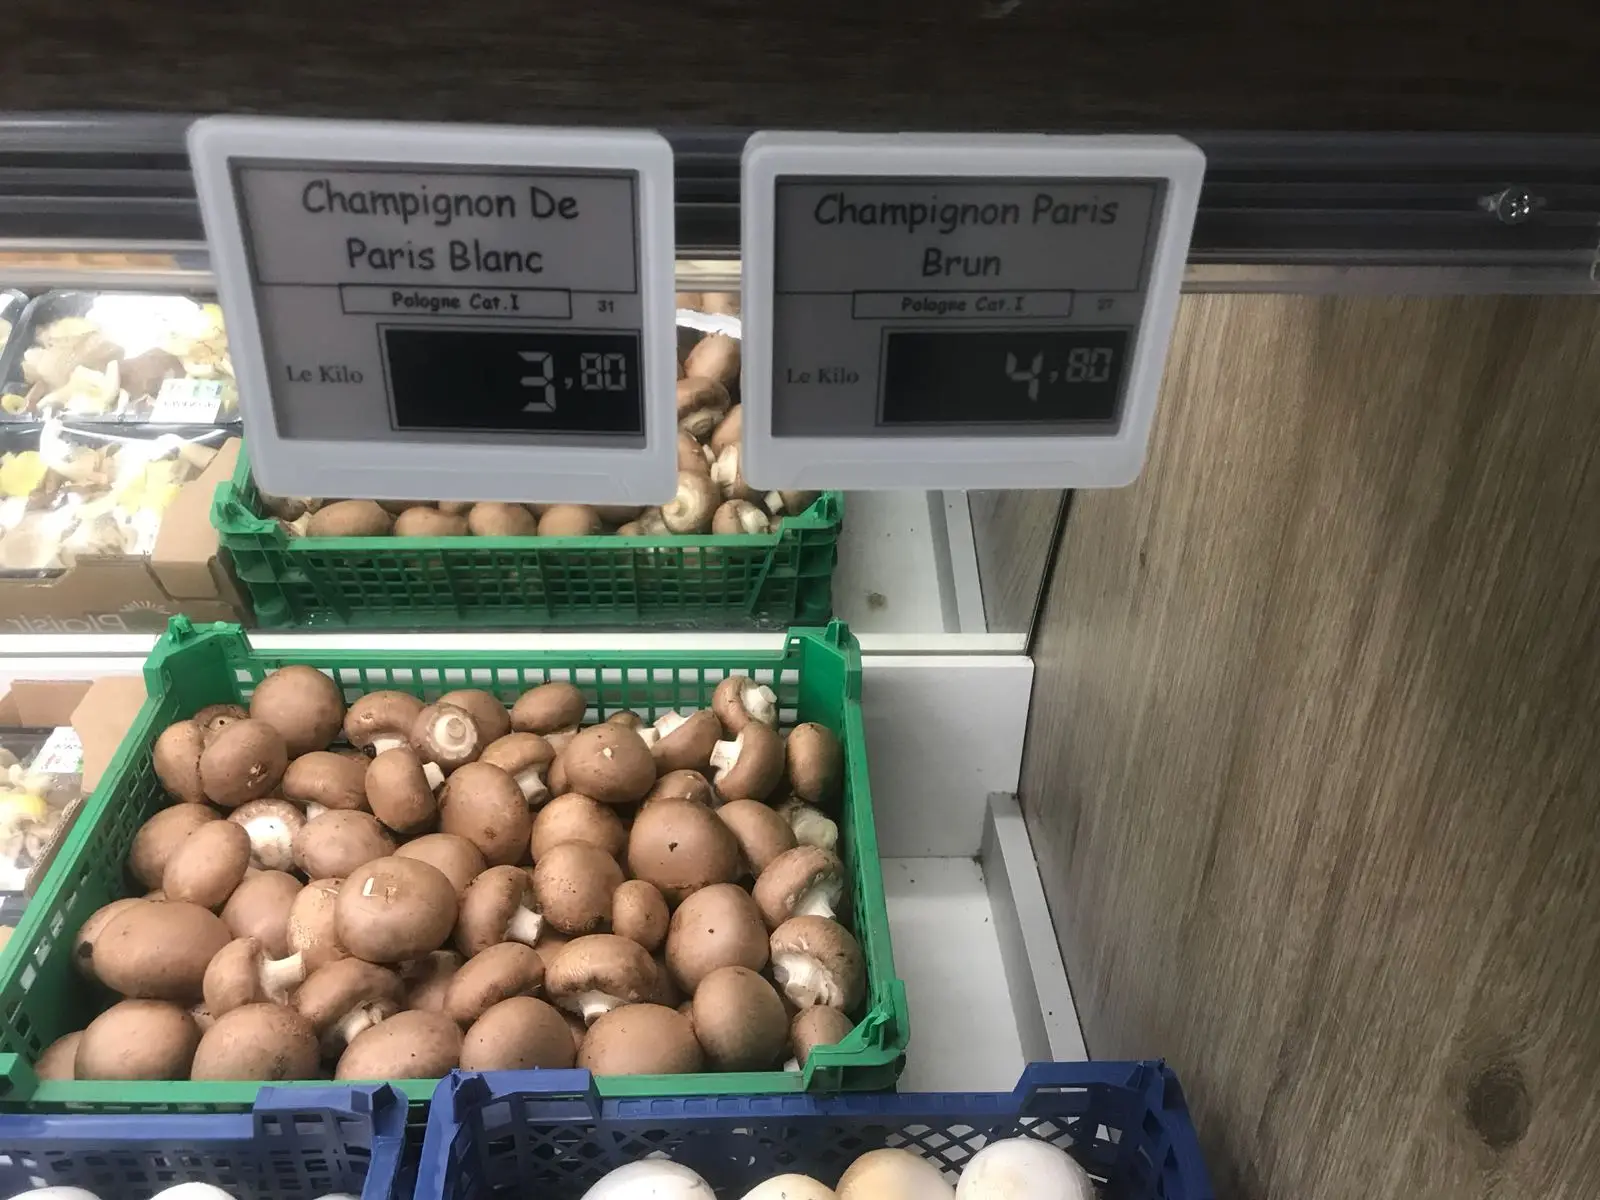 Champignon De
Paris Blanc
Pologne Cat.I
31
Le Kilo
3,80
Champignon Paris
Brun
Pologne Cat.I
27
Le Kilo
4,80
Plaisir